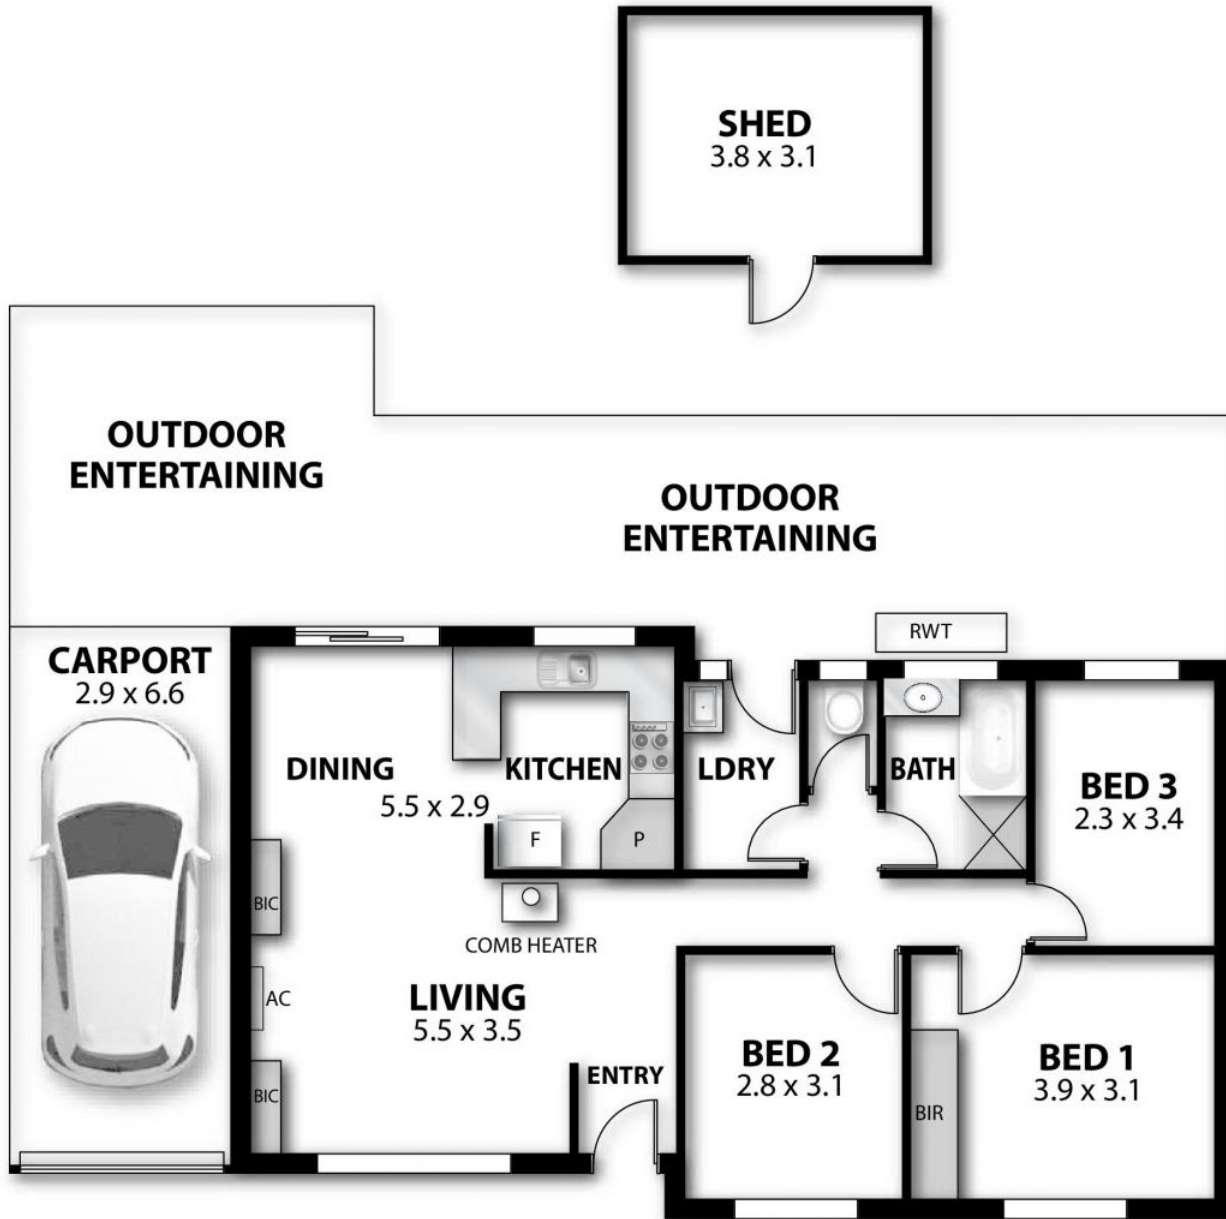 SHED
3.8 x 3.1
OUTDOOR
ENTERTAINING
OUTDOOR
ENTERTAINING
RWT
CARPORT
2.9 x 6.6
DINING
KITCHEN
5.5 x 2.9
LDRY
BATH
BED 3
2.3 x 3.4
F
P
BIC
COMB HEATER
AC
LIVING
5.5 x 3.5
BIC
ENTRY
BED 2
2.8 x 3.1
BED 1
3.9 x 3.1
BIR